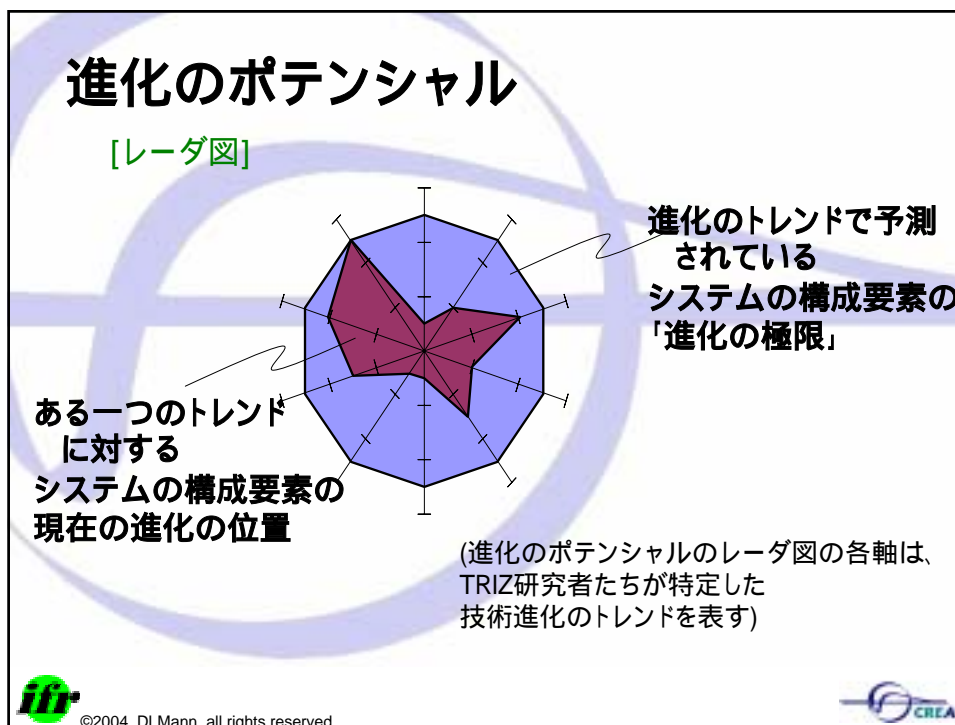 進化のポテンシャル
[レーダ図]
進化のトレンドで予測
されている
システムの構成要素の
「進化の極限」
ある一つのトレンド
に対する
システムの構成要素の
現在の進化の位置
(進化のポテンシャルのレーダ図の各軸は、
TRIZ研究者たちが特定した
技術進化のトレンドを表す)
ifr
©2004, DLMann, all rights reserved
CREA